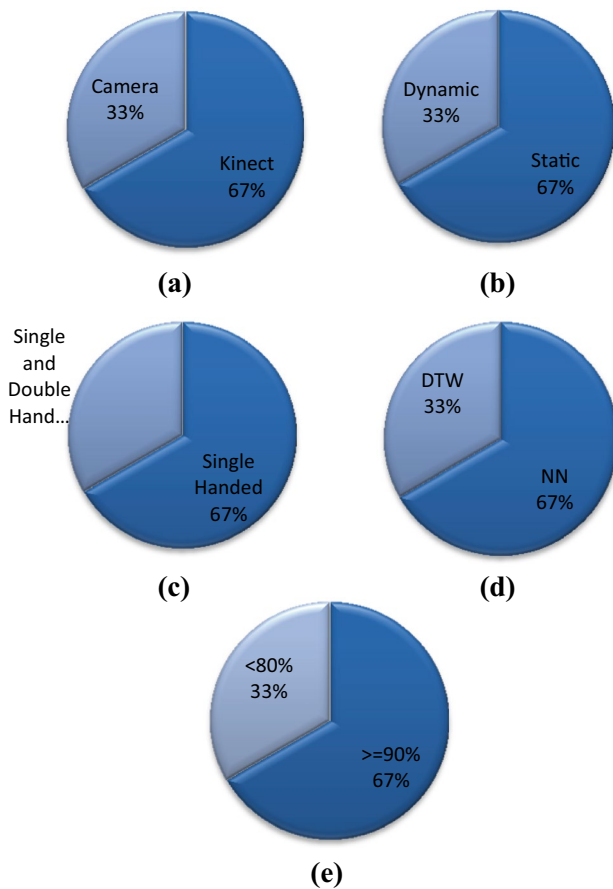 Camera
33%
Kinect
67%
(a)
Dynamic
33%
Static
67%
(b)
Single
and
Double
Hand...
Single
Handed
67%
(c)
DTW
33%
NN
67%
(d)
<80%
33%
>=90%
67%
(e)